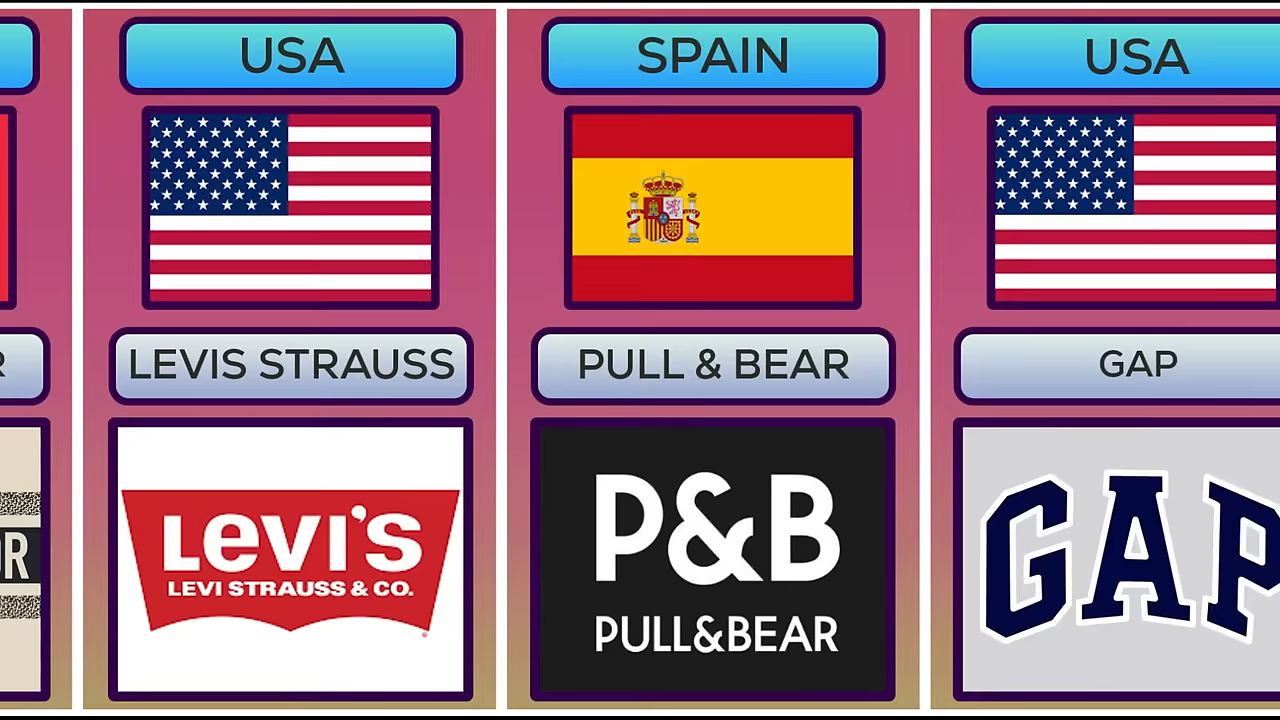 USA
LEVIS STRAUSS
LEVI'S
LEVI STRAUSS & CO.
SPAIN
PULL & BEAR
P&B
PULL&BEAR
USA
GAP
GAP